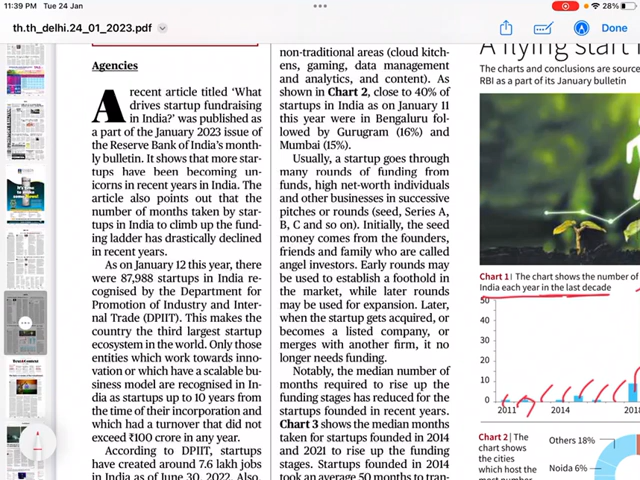 11:39 PM Tue 24 Jan
28%
th.th_delhi.24_01_2023.pdf
Done
Agencies
A recent article titled ‘What
drives startup fundraising
in India?’ was published as
a part of the January 2023 issue of
the Reserve Bank of India’s month-
ly bulletin. It shows that more star-
tups have been becoming un-
icorns in recent years in India. The
article also points out that the
number of months taken by star-
tups in India to climb up the fund-
ing ladder has drastically declined
in recent years.
As on January 12 this year, there
were 87,988 startups in India re-
cognised by the Department for
Promotion of Industry and Inter-
nal Trade (DPIIT). This makes the
country the third largest startup
ecosystem in the world. Only those
entities which work towards inno-
vation or which have a scalable bu-
siness model are recognised in In-
dia as startups up to 10 years from
the time of their incorporation and
which had a turnover that did not
exceed ₹100 crore in any year.
According to DPIIT, startups
have created around 7.6 lakh jobs
in India as of June 30, 2022. Also,
non-traditional areas (cloud kitch-
ens, gaming, data management
and analytics, and content). As
shown in Chart 2, close to 40% of
startups in India as on January 11
this year were in Bengaluru fol-
lowed by Gurugram (16%) and
Mumbai (15%).
Usually, a startup goes through
many rounds of funding from
funds, high net-worth individuals
and other businesses in successive
pitches or rounds (seed, Series A,
B, C and so on). Initially, the seed
money comes from the founders,
friends and family who are called
angel investors. Early rounds may
be used to establish a foothold in
the market, while later rounds
may be used for expansion. Later,
when the startup gets acquired, or
becomes a listed company, or
merges with another firm, it no
longer needs funding.
Notably, the median number of
months required to rise up the
funding stages has reduced for the
startups founded in recent years.
Chart 3 shows the median months
taken for startups founded in 2014
and 2021 to rise up the funding
stages. Startups founded in 2014
took an average 50 months to tran-
A flying start
The charts and conclusions are source
RBI as a part of its January bulletin
Chart 1| The chart shows the number of
India each year in the last decade
50
40
30
20
10
0
2011 2014 2018
Chart 2| The
chart shows
the cities
which host the
most number
Others 18%
Noida 6%